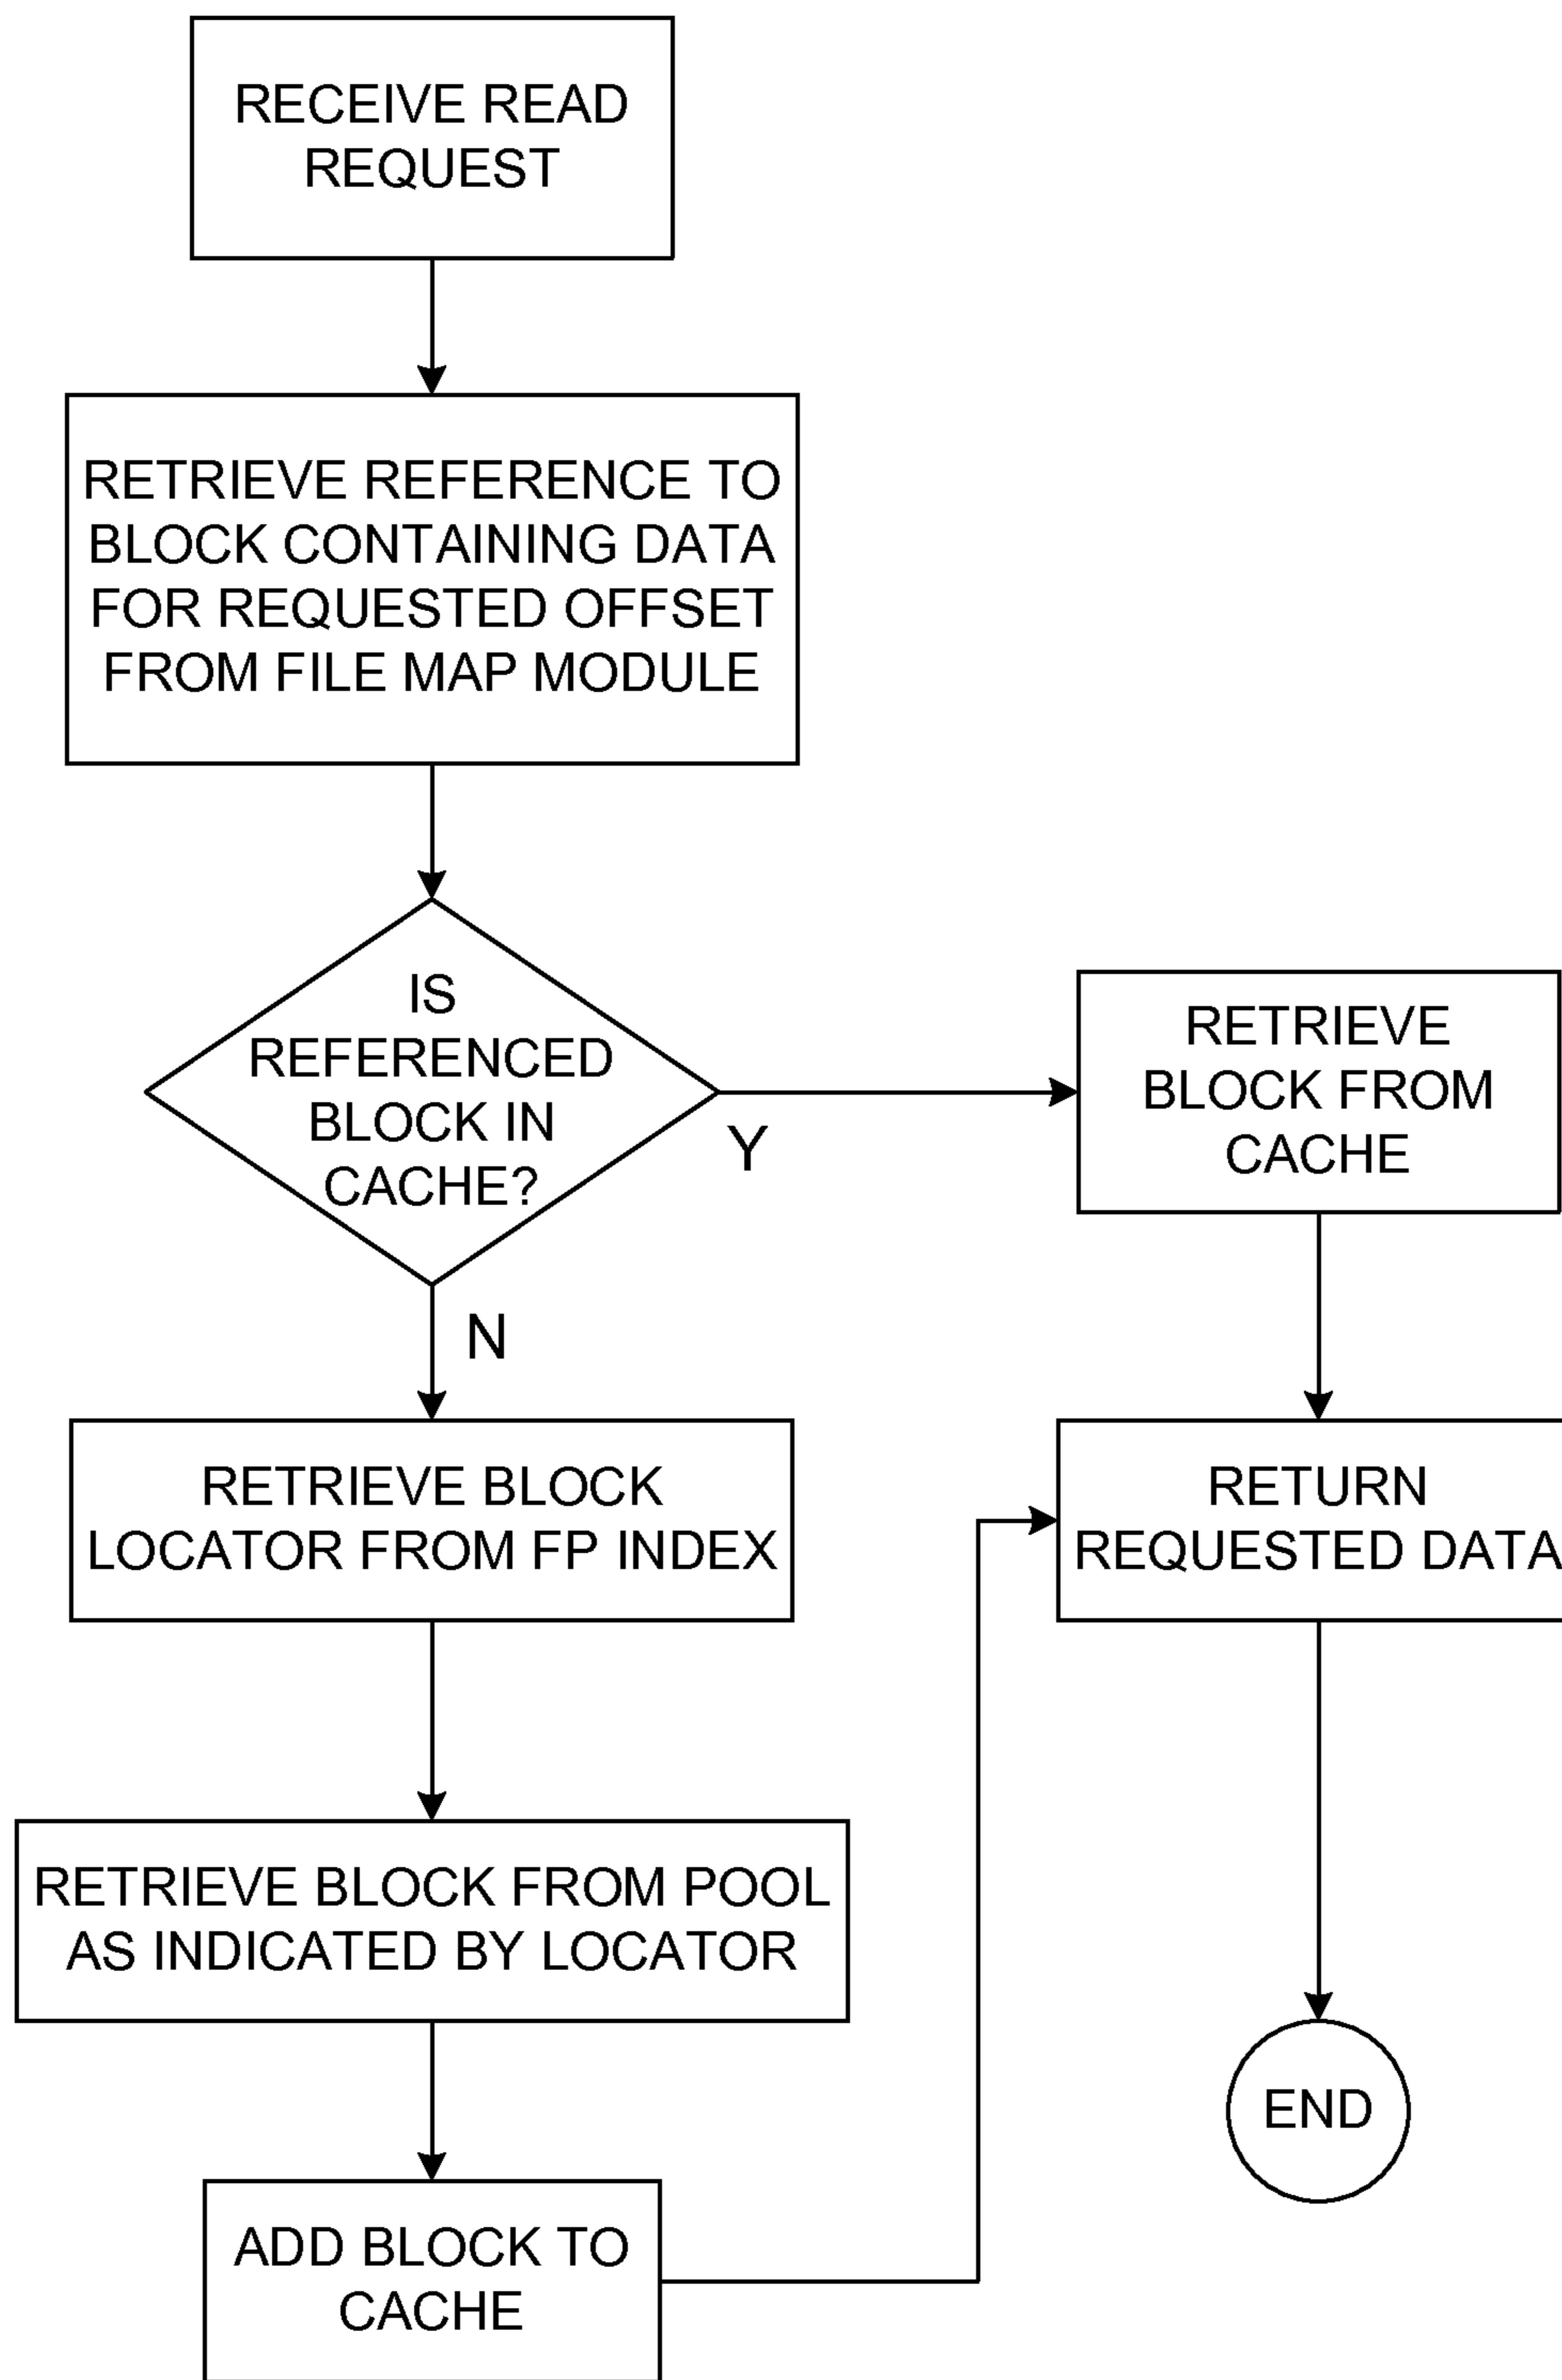 RECEIVE READ
REQUEST
RETRIEVE REFERENCE TO
BLOCK CONTAINING DATA
FOR REQUESTED OFFSET
FROM FILE MAP MODULE
IS
REFERENCED
BLOCK IN
CACHE?
Y
N
RETRIEVE
BLOCK FROM
CACHE
RETRIEVE BLOCK
LOCATOR FROM FP INDEX
RETURN
REQUESTED DATA
RETRIEVE BLOCK FROM POOL
AS INDICATED BY LOCATOR
END
ADD BLOCK TO
CACHE